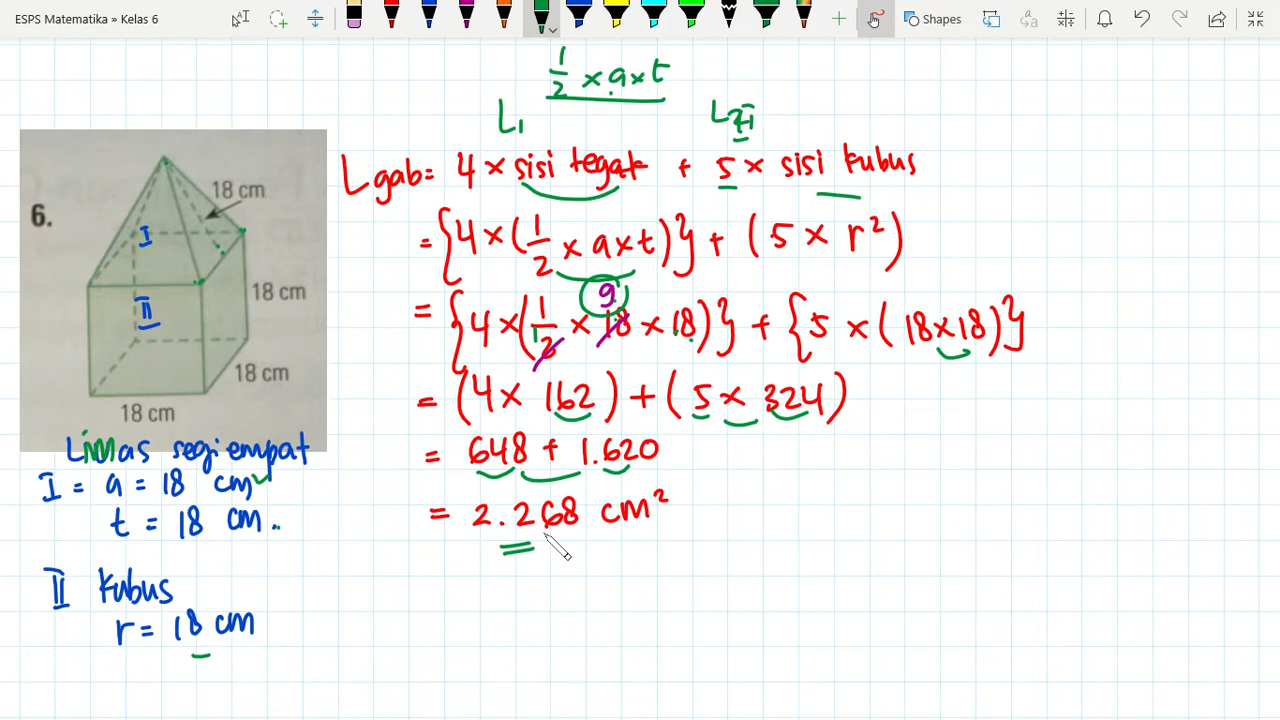 ESPS Matematika » Kelas 6
Shapes
1/2 × a × t
L1 LII
Lgab = 4 × sisi tegak + 5 × sisi kubus
= {4 × (1/2 × a × t)} + (5 × r²)
9
= {4 × (1/2 × 18 × 18)} + {5 × (18×18)}
1
= (4 × 162) + (5 × 324)
= 648 + 1.620
= 2.268 cm²
6.
18 cm
I
18 cm
II
18 cm
18 cm
Limas segiempat
I = a = 18 cm
t = 18 cm.
II Kubus
r = 18 cm